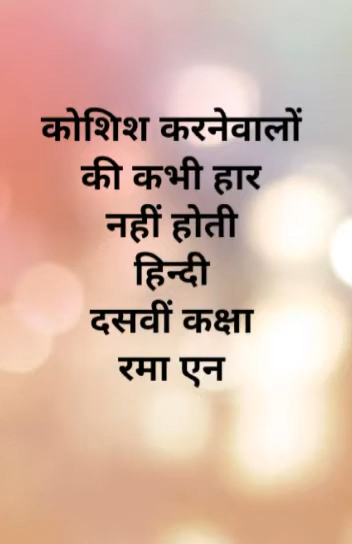 कोशिश करनेवालों
की कभी हार
नहीं होती
हिन्दी
दसवीं कक्षा
रमा एन